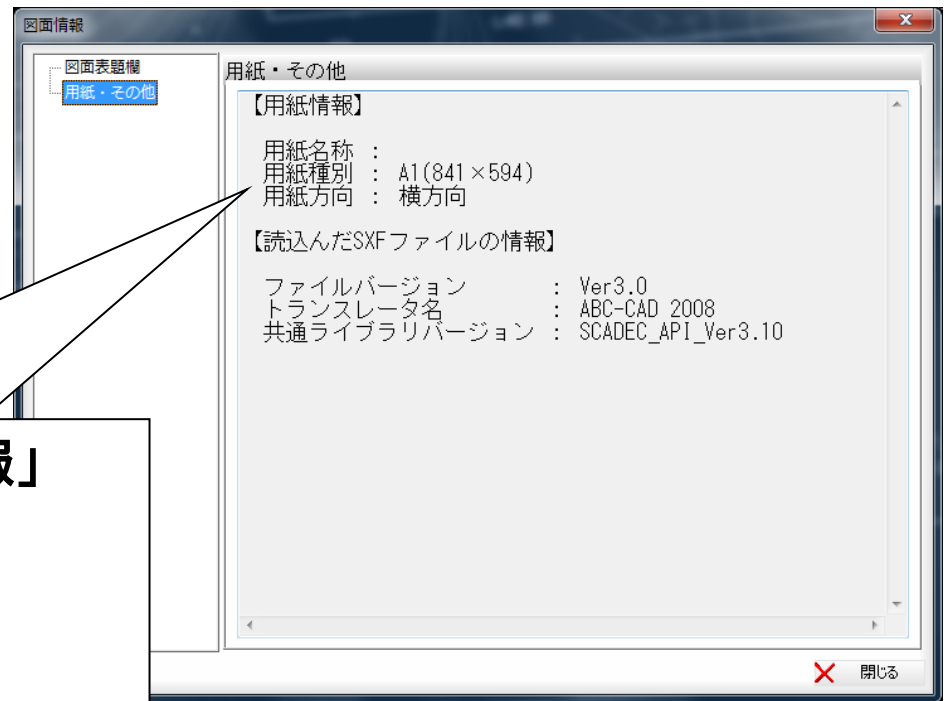 図面情報
図面表題欄
用紙・その他
用紙・その他
【用紙情報】
用紙名称 :
用紙種別 : A1(841×594)
用紙方向 : 横方向
【読込んだSXFファイルの情報】
ファイルバージョン : Ver3.0
トランスレータ名 : ABC-CAD 2008
共通ライブラリバージョン : SCADEC_API_Ver3.10
報」
閉じる